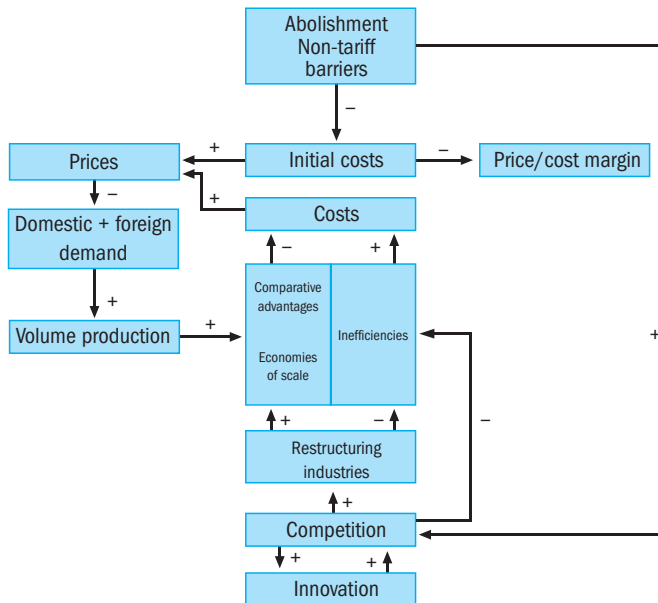 Abolishment
Non-tariff
barriers
–
+
–
Prices
Initial costs
Price/cost margin
–
+
Costs
Domestic + foreign
demand
–
+
+
Comparative
advantages
Volume production
+
Inefficiencies
+
Economies
of scale
+
–
–
Restructuring
industries
+
Competition
+
+
Innovation